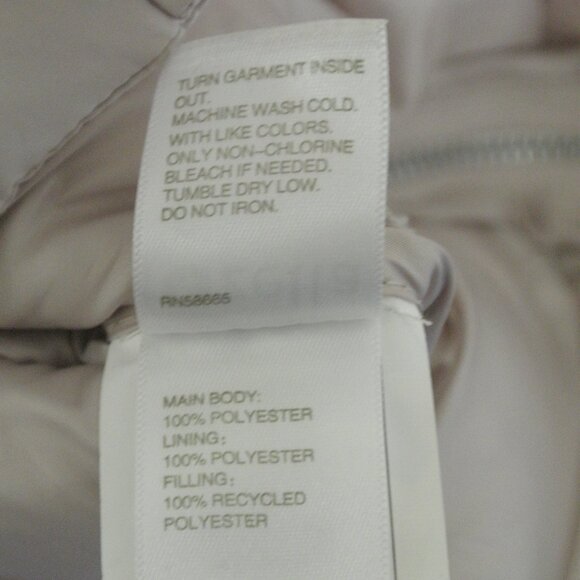 TURN GARMENT INSIDE
OUT.
MACHINE WASH COLD.
WITH LIKE COLORS.
ONLY NON-CHLORINE
BLEACH IF NEEDED.
TUMBLE DRY LOW.
DO NOT IRON.
RN58665
MAIN BODY:
100% POLYESTER
LINING:
100% POLYESTER
FILLING:
100% RECYCLED
POLYESTER